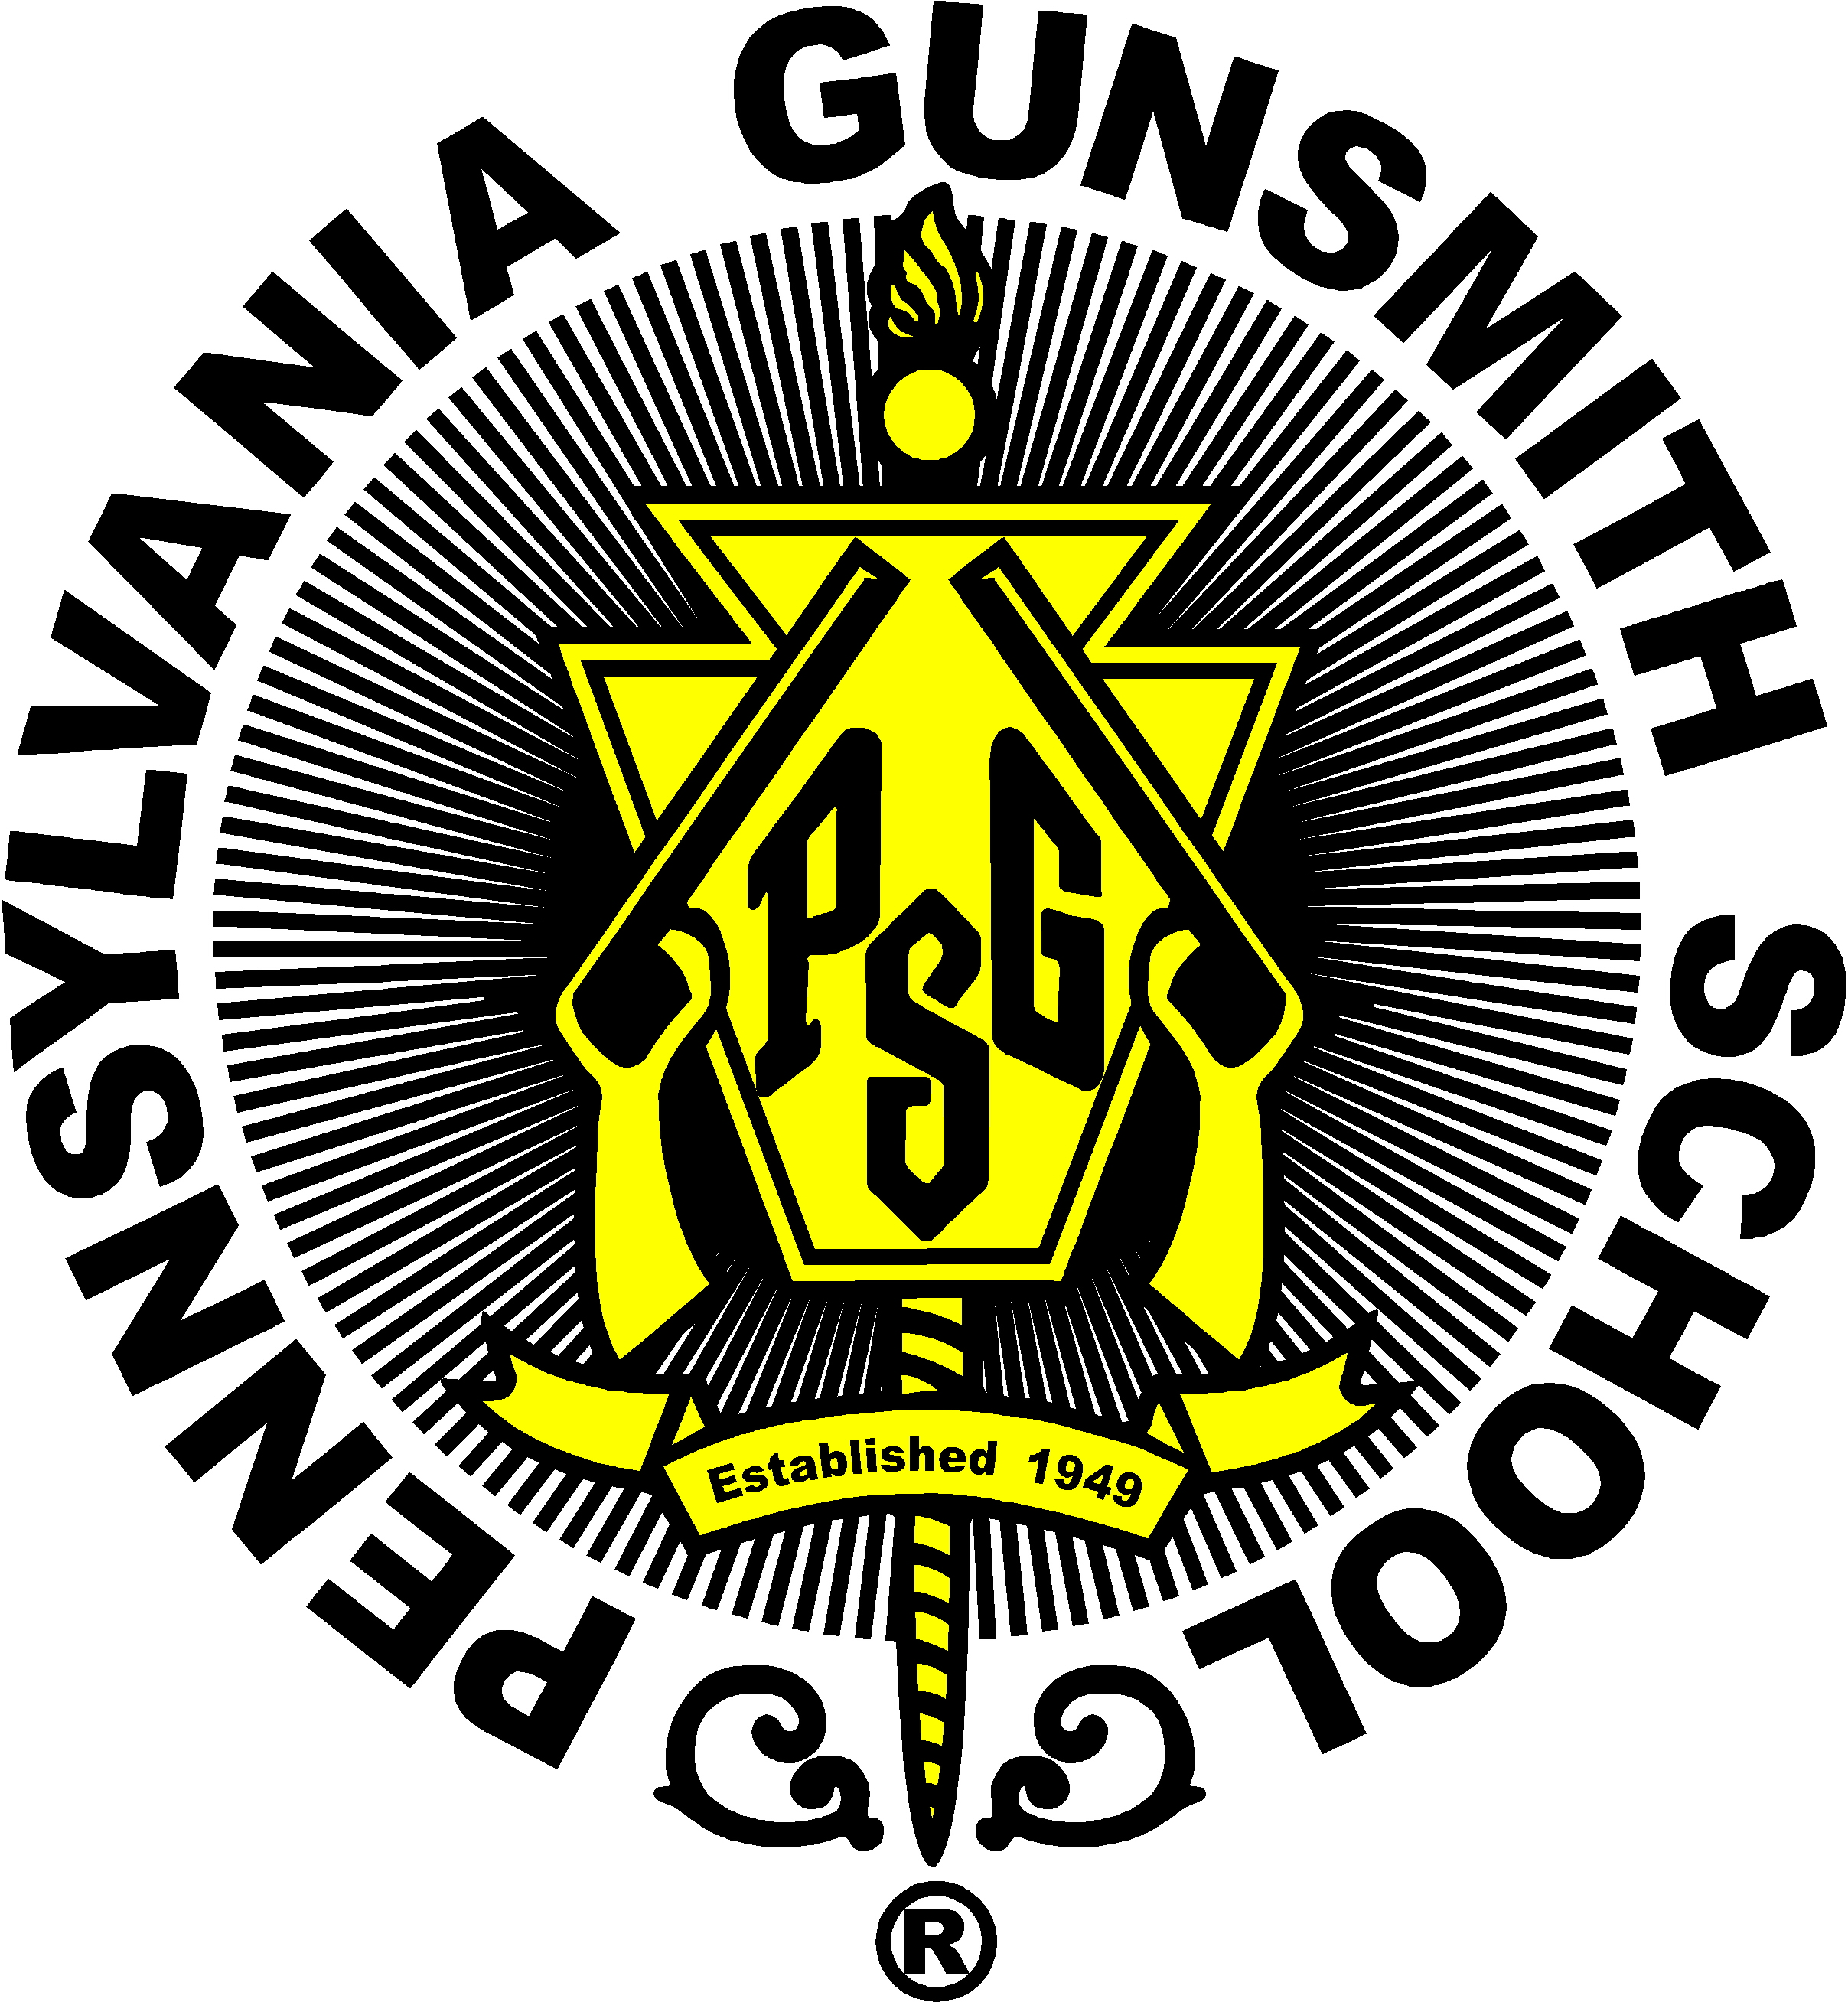 PENNSYLVANIA GUNSMITH SCHOOL
PSG
Established 1949
®